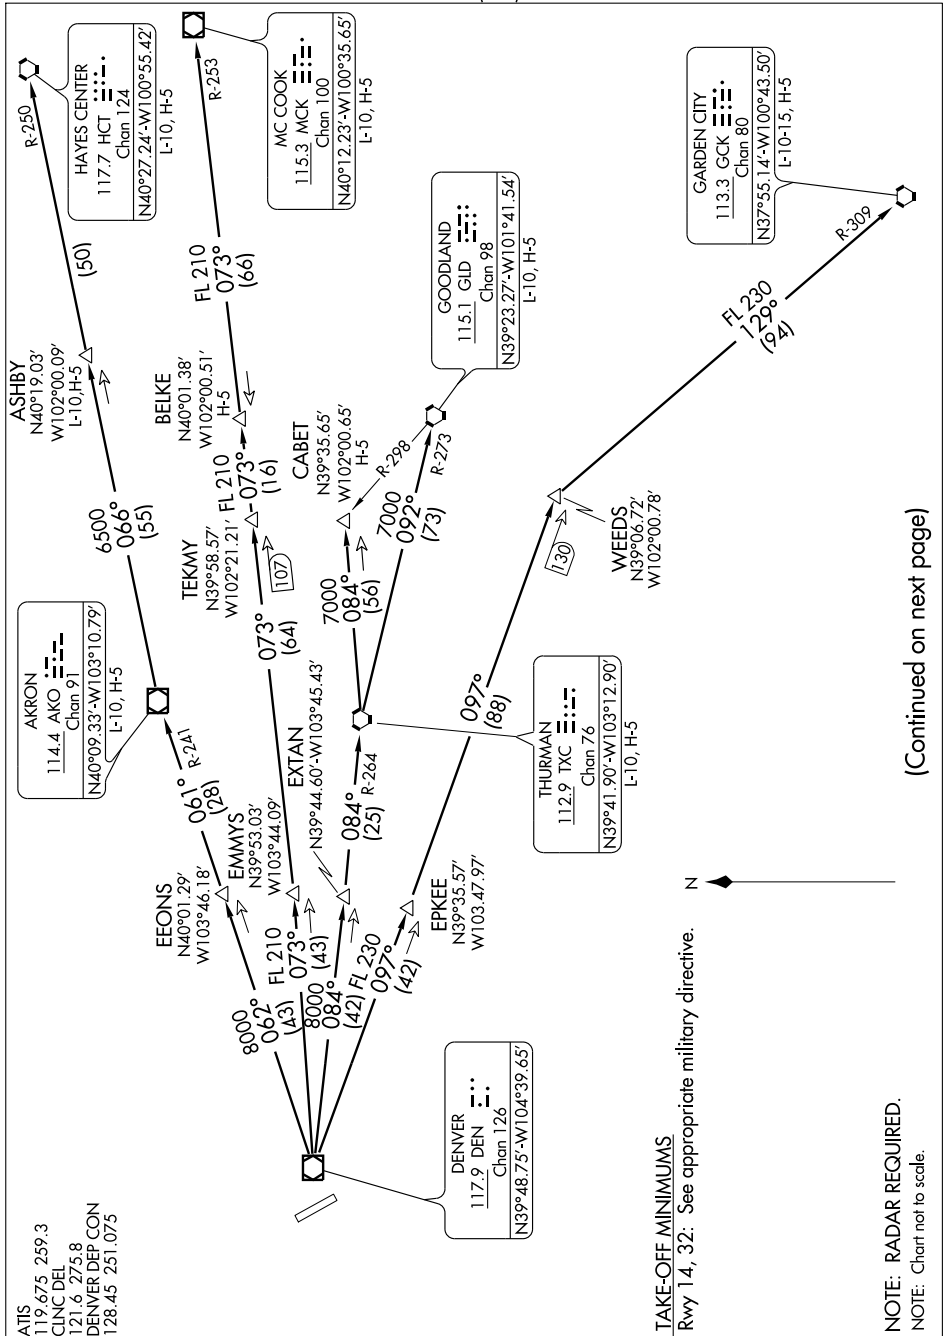 ATIS
119.675 259.3
CLNC DEL
121.6 275.8
DENVER DEP CON
128.45 251.075
DENVER
117.9 DEN
Chan 126
N39°48.75'-W104°39.65'
8000
062°
(43)
EEONS
N40°01.29'
W103°46.18'
061°
(28)
R-241
AKRON
114.4 AKO
Chan 91
N40°09.33'-W103°10.79'
L-10, H-5
6500
066°
(55)
ASHBY
N40°19.03'
W102°00.09'
L-10,H-5
(50)
R-250
HAYES CENTER
117.7 HCT
Chan 124
N40°27.24'-W100°55.42'
L-10, H-5
FL 210
073°
(43)
EMMYS
N39°53.03'
W103°44.09'
073°
(64)
107
TEKMY
N39°58.57'
W102°21.21'
FL 210
073°
(16)
BELKE
N40°01.38'
W102°00.51'
H-5
FL 210
073°
(66)
R-253
MC COOK
115.3 MCK
Chan 100
N40°12.23'-W100°35.65'
L-10, H-5
8000
084°
(42)
EXTAN
N39°44.60'-W103°45.43'
084°
(25)
R-264
THURMAN
112.9 TXC
Chan 76
N39°41.90'-W103°12.90'
L-10, H-5
7000
084°
(56)
CABET
N39°35.65'
W102°00.65'
H-5
R-298
7000
092°
(73)
R-273
GOODLAND
115.1 GLD
Chan 98
N39°23.27'-W101°41.54'
L-10, H-5
FL 230
097°
(42)
EPKEE
N39°35.57'
W103.47.97'
097°
(88)
130
WEEDS
N39°06.72'
W102°00.78'
FL 230
129°
(94)
R-309
GARDEN CITY
113.3 GCK
Chan 80
N37°55.14'-W100°43.50'
L-10-15, H-5
N
TAKE-OFF MINIMUMS
Rwy 14, 32: See appropriate military directive.
NOTE: RADAR REQUIRED.
NOTE: Chart not to scale.
(Continued on next page)